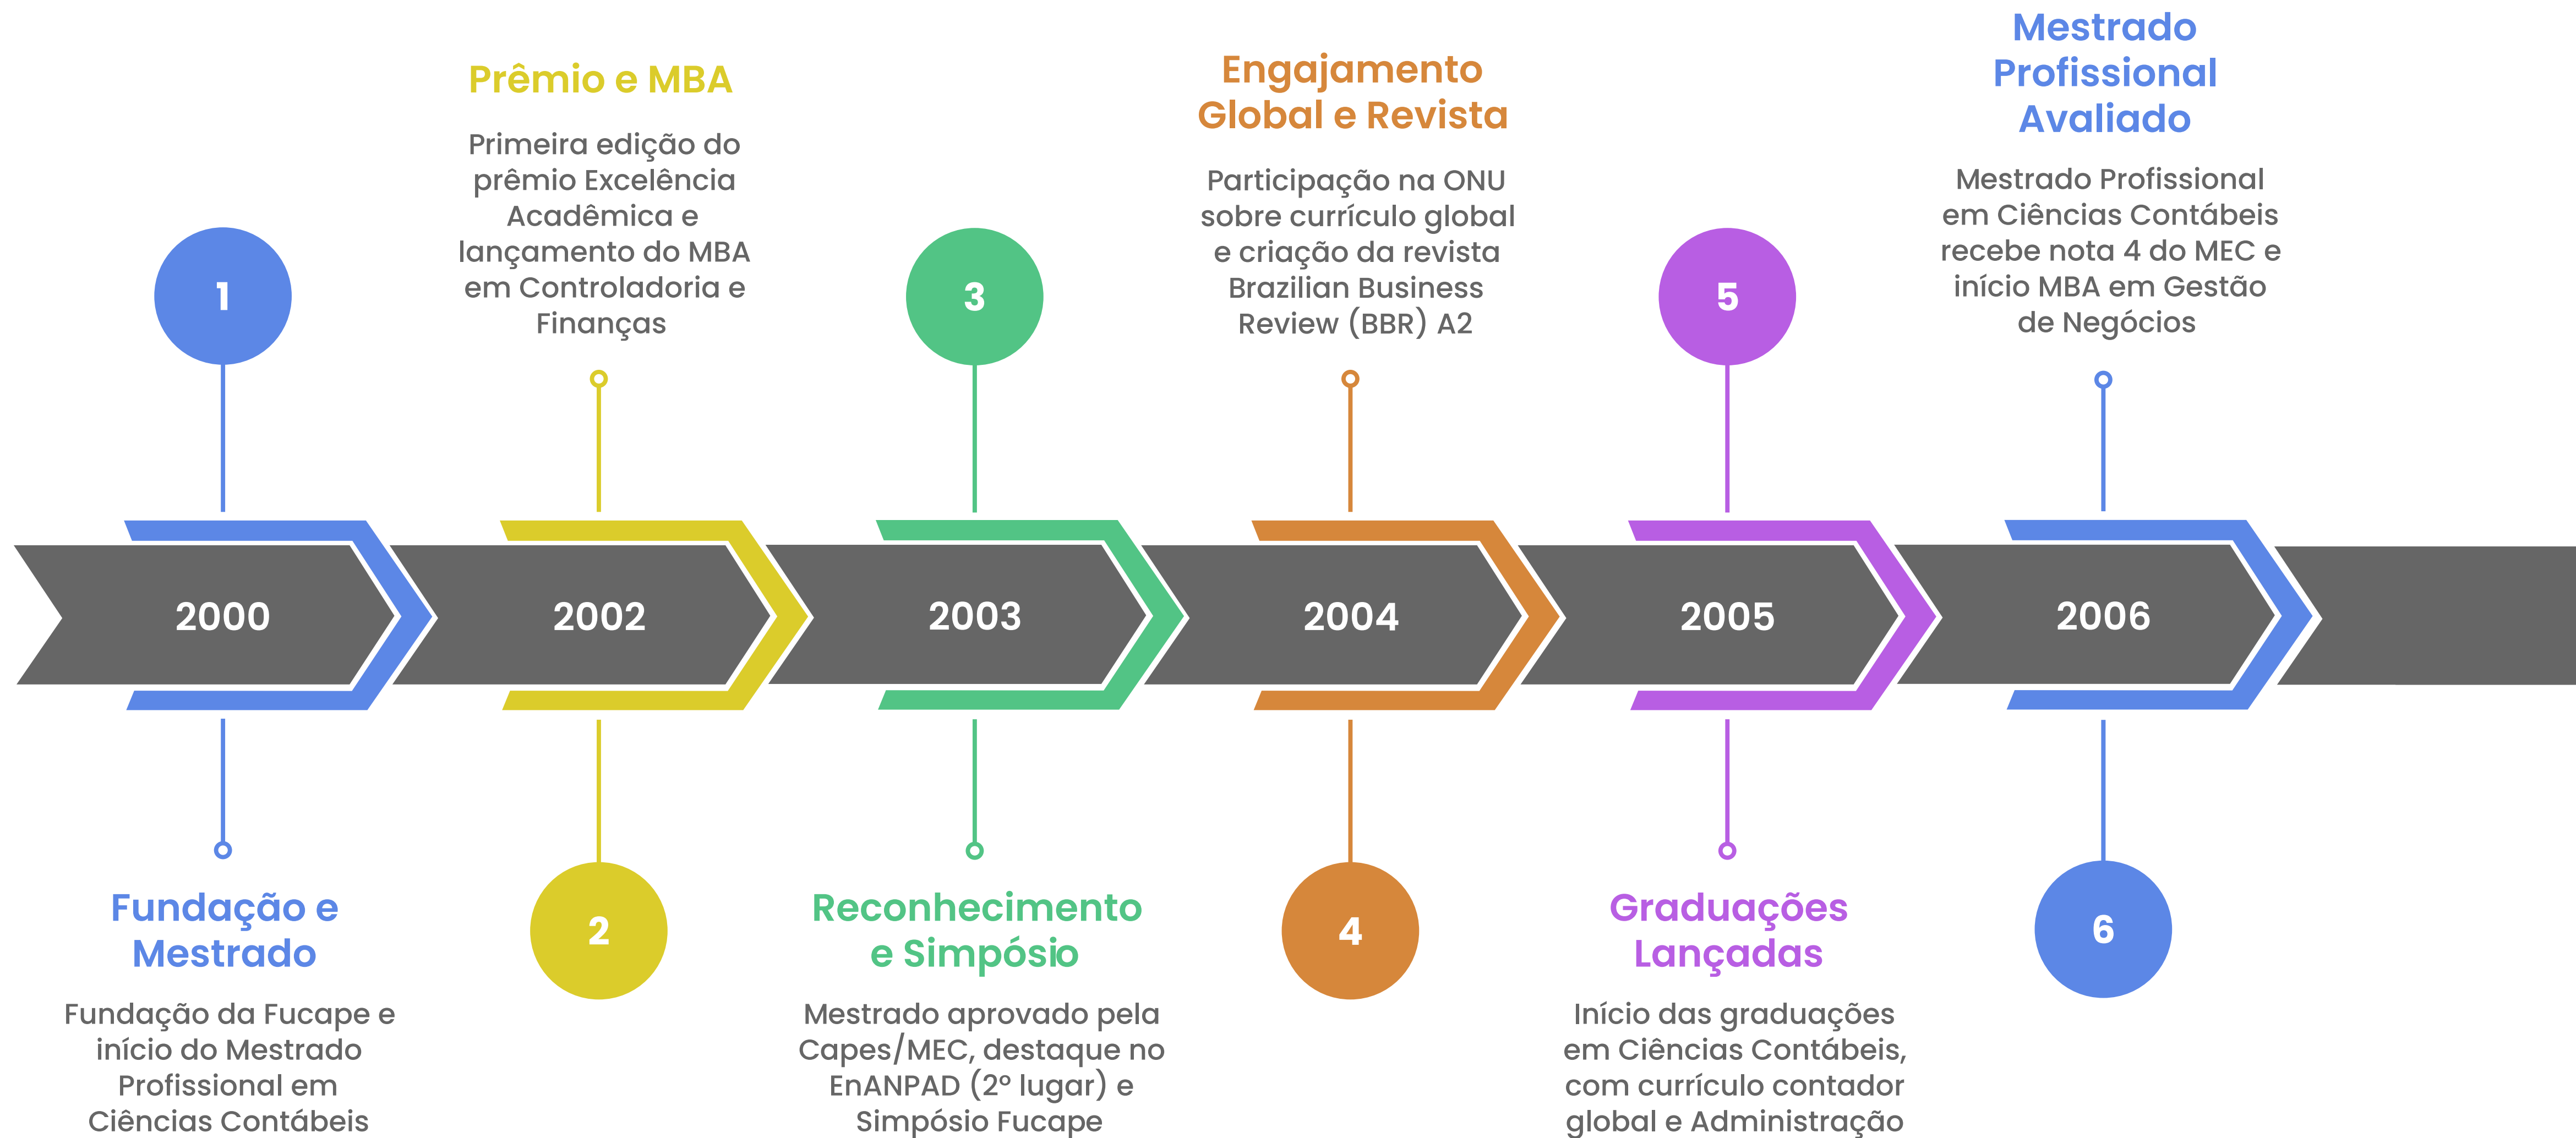 1
2000
Fundação e
Mestrado
Fundação da Fucape e
início do Mestrado
Profissional em
Ciências Contábeis
Prêmio e MBA
Primeira edição do
prêmio Excelência
Acadêmica e
lançamento do MBA
em Controladoria e
Finanças
2002
2
3
2003
Reconhecimento
e Simpósio
Mestrado aprovado pela
Capes/MEC, destaque no
EnANPAD (2º lugar) e
Simpósio Fucape
Engajamento
Global e Revista
Participação na ONU
sobre currículo global
e criação da revista
Brazilian Business
Review (BBR) A2
2004
4
5
2005
Graduações
Lançadas
Início das graduações
em Ciências Contábeis,
com currículo contador
global e Administração
Mestrado
Profissional
Avaliado
Mestrado Profissional
em Ciências Contábeis
recebe nota 4 do MEC e
início MBA em Gestão
de Negócios
2006
6